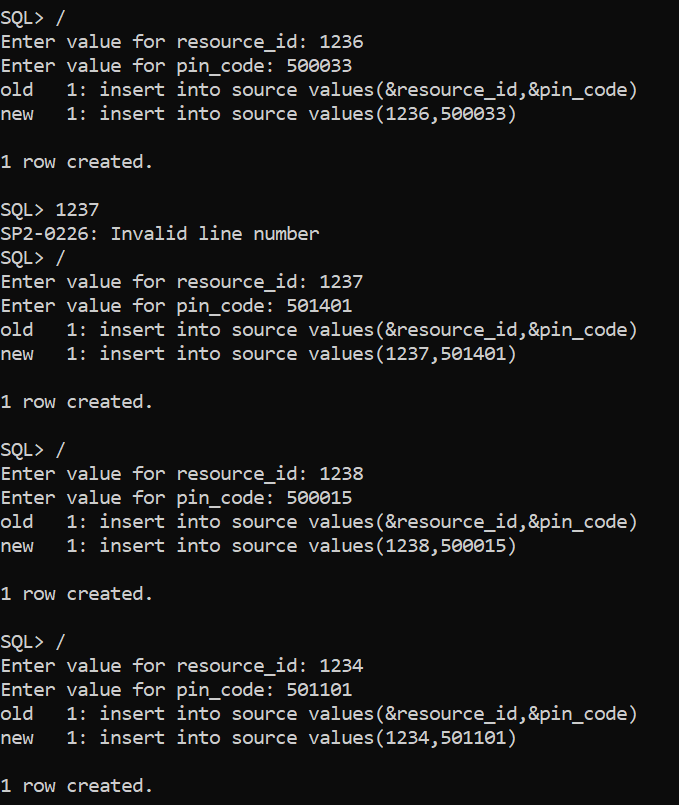 SQL> /
Enter value for resource_id: 1236
Enter value for pin_code: 500033
old   1: insert into source values(&resource_id,&pin_code)
new   1: insert into source values(1236,500033)
1 row created.
SQL> 1237
SP2-0226: Invalid line number
SQL> /
Enter value for resource_id: 1237
Enter value for pin_code: 501401
old   1: insert into source values(&resource_id,&pin_code)
new   1: insert into source values(1237,501401)
1 row created.
SQL> /
Enter value for resource_id: 1238
Enter value for pin_code: 500015
old   1: insert into source values(&resource_id,&pin_code)
new   1: insert into source values(1238,500015)
1 row created.
SQL> /
Enter value for resource_id: 1234
Enter value for pin_code: 501101
old   1: insert into source values(&resource_id,&pin_code)
new   1: insert into source values(1234,501101)
1 row created.